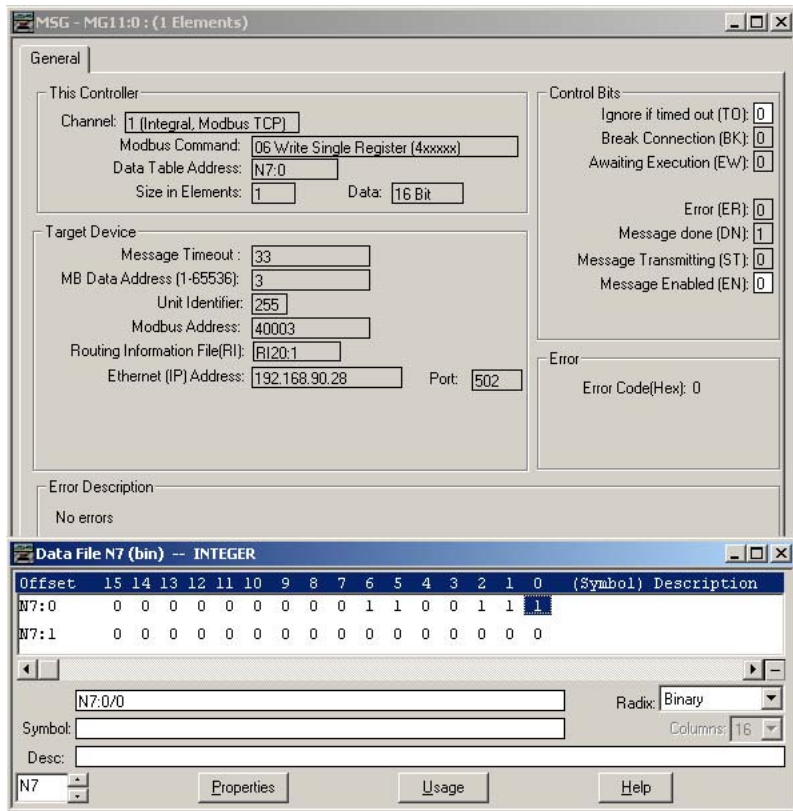 MSG - MG11:0 : (1 Elements)
General
This Controller
Channel: 1 (Integral, Modbus TCP)
Modbus Command: 06 Write Single Register (4xxxxx)
Data Table Address: N7:0
Size in Elements: 1 Data: 16 Bit
Target Device
Message Timeout : 33
MB Data Address (1-65536): 3
Unit Identifier: 255
Modbus Address: 40003
Routing Information File(RI): RI20:1
Ethernet (IP) Address: 192.168.90.28 Port: 502
Control Bits
Ignore if timed out (TO): 0
Break Connection (BK): 0
Awaiting Execution (EW): 0
Error (ER): 0
Message done (DN): 1
Message Transmitting (ST): 0
Message Enabled (EN): 0
Error
Error Code(Hex): 0
Error Description
No errors
Data File N7 (bin) -- INTEGER
Offset 15 14 13 12 11 10 9 8 7 6 5 4 3 2 1 0 (Symbol) Description
N7:0 0 0 0 0 0 0 0 0 0 1 1 0 0 1 1 1
N7:1 0 0 0 0 0 0 0 0 0 0 0 0 0 0 0 0
N7:0/0 Radix: Binary
Symbol: Columns: 16
Desc:
N7 Properties Usage Help